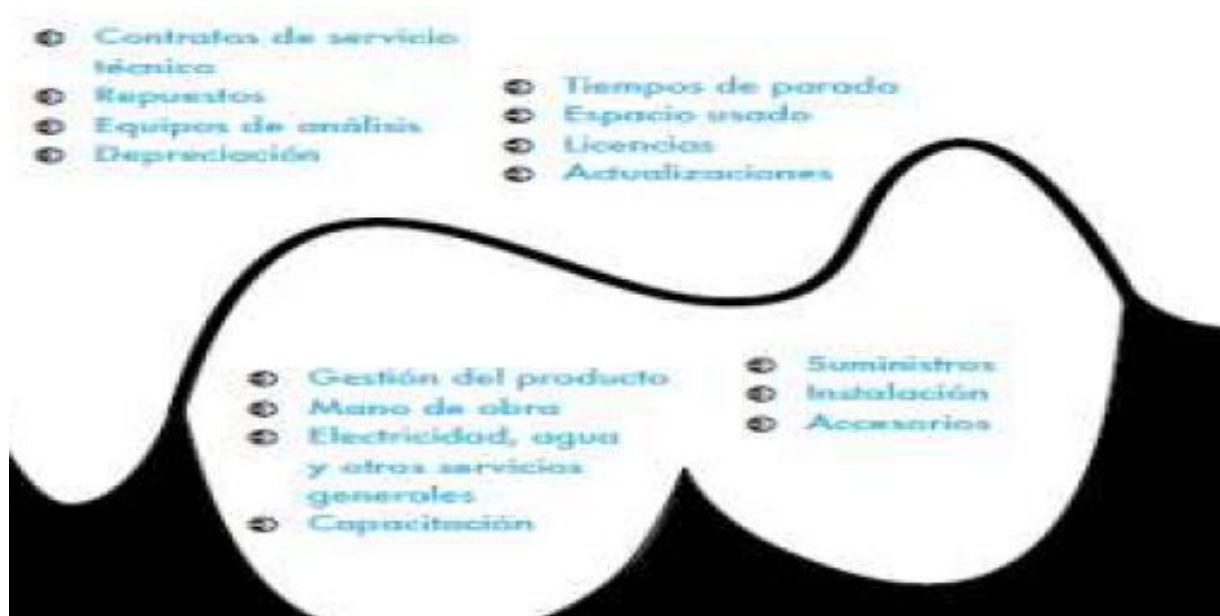 Contratos de servicio
técnico
Repuestos
Equipos de análisis
Depreciación
Tiempos de parada
Espacio usado
Licencias
Actualizaciones
Gestión del producto
Mano de obra
Electricidad, agua
y otros servicios
generales
Capacitación
Suministros
Instalación
Accesorios